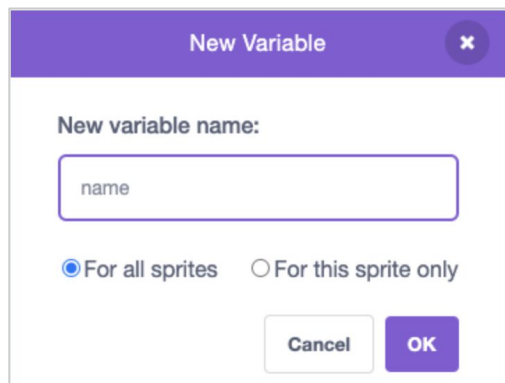 New Variable
New variable name:
name
For all sprites For this sprite only
Cancel OK